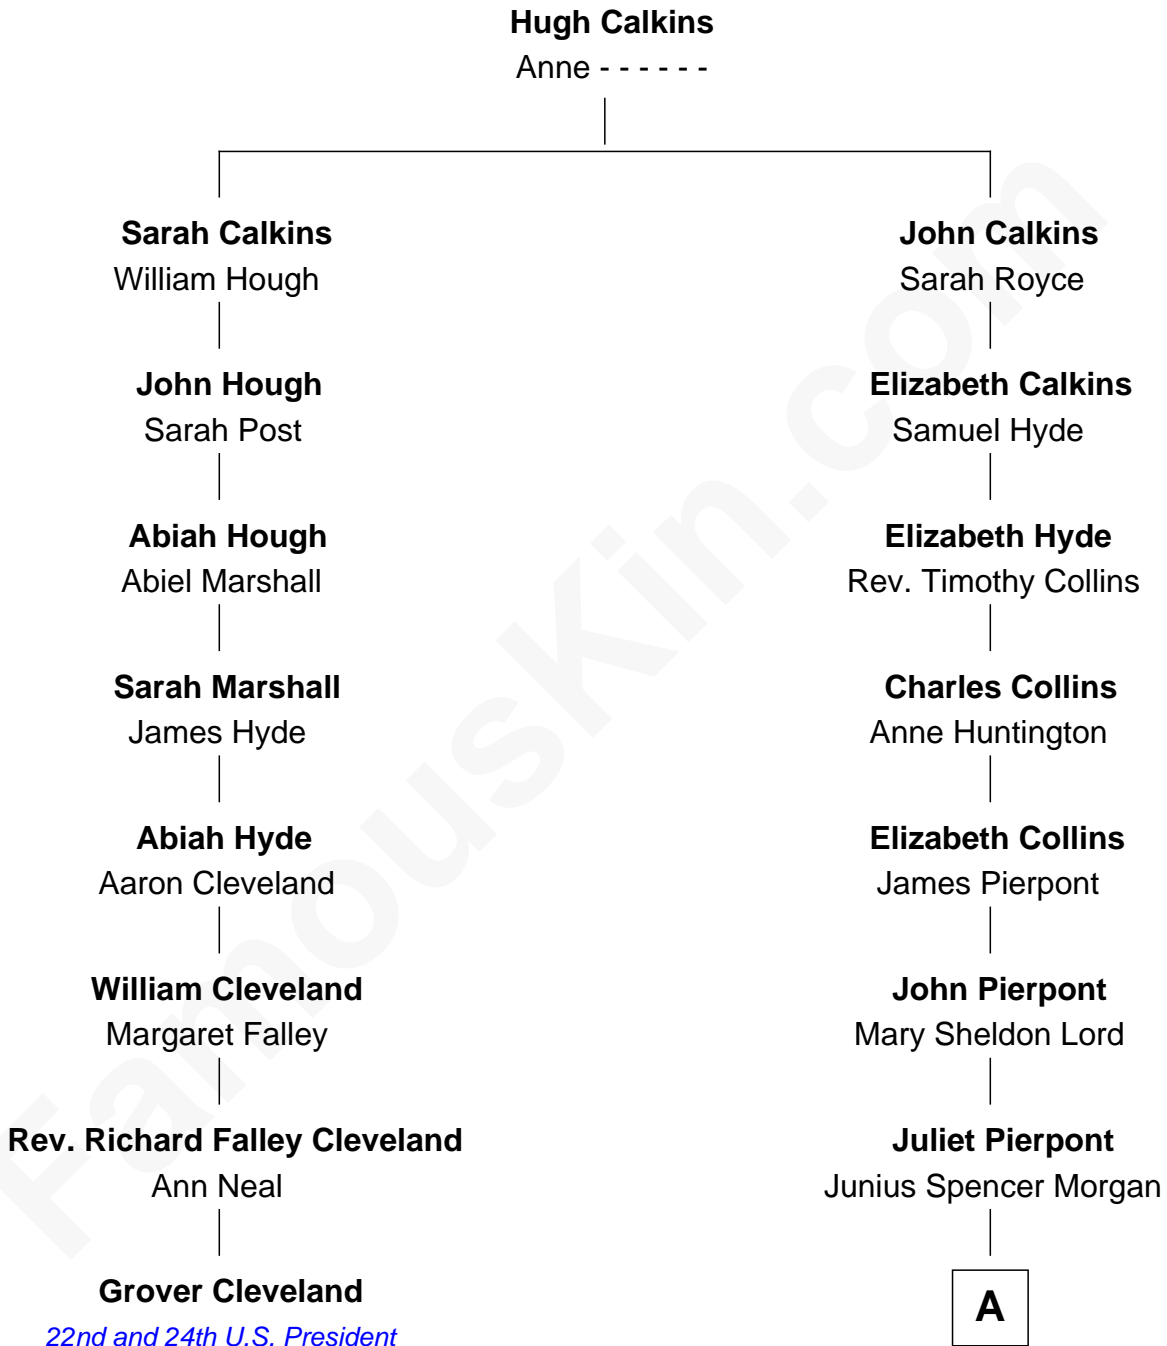 Hugh Calkins
Anne - - - - - -
Sarah Calkins
William Hough
John Calkins
Sarah Royce
John Hough
Sarah Post
Elizabeth Calkins
Samuel Hyde
Abiah Hough
Abiel Marshall
Elizabeth Hyde
Rev. Timothy Collins
Sarah Marshall
James Hyde
Charles Collins
Anne Huntington
Abiah Hyde
Aaron Cleveland
Elizabeth Collins
James Pierpont
William Cleveland
Margaret Falley
John Pierpont
Mary Sheldon Lord
Rev. Richard Falley Cleveland
Ann Neal
Juliet Pierpont
Junius Spencer Morgan
Grover Cleveland
22nd and 24th U.S. President
A
FamousKin.com